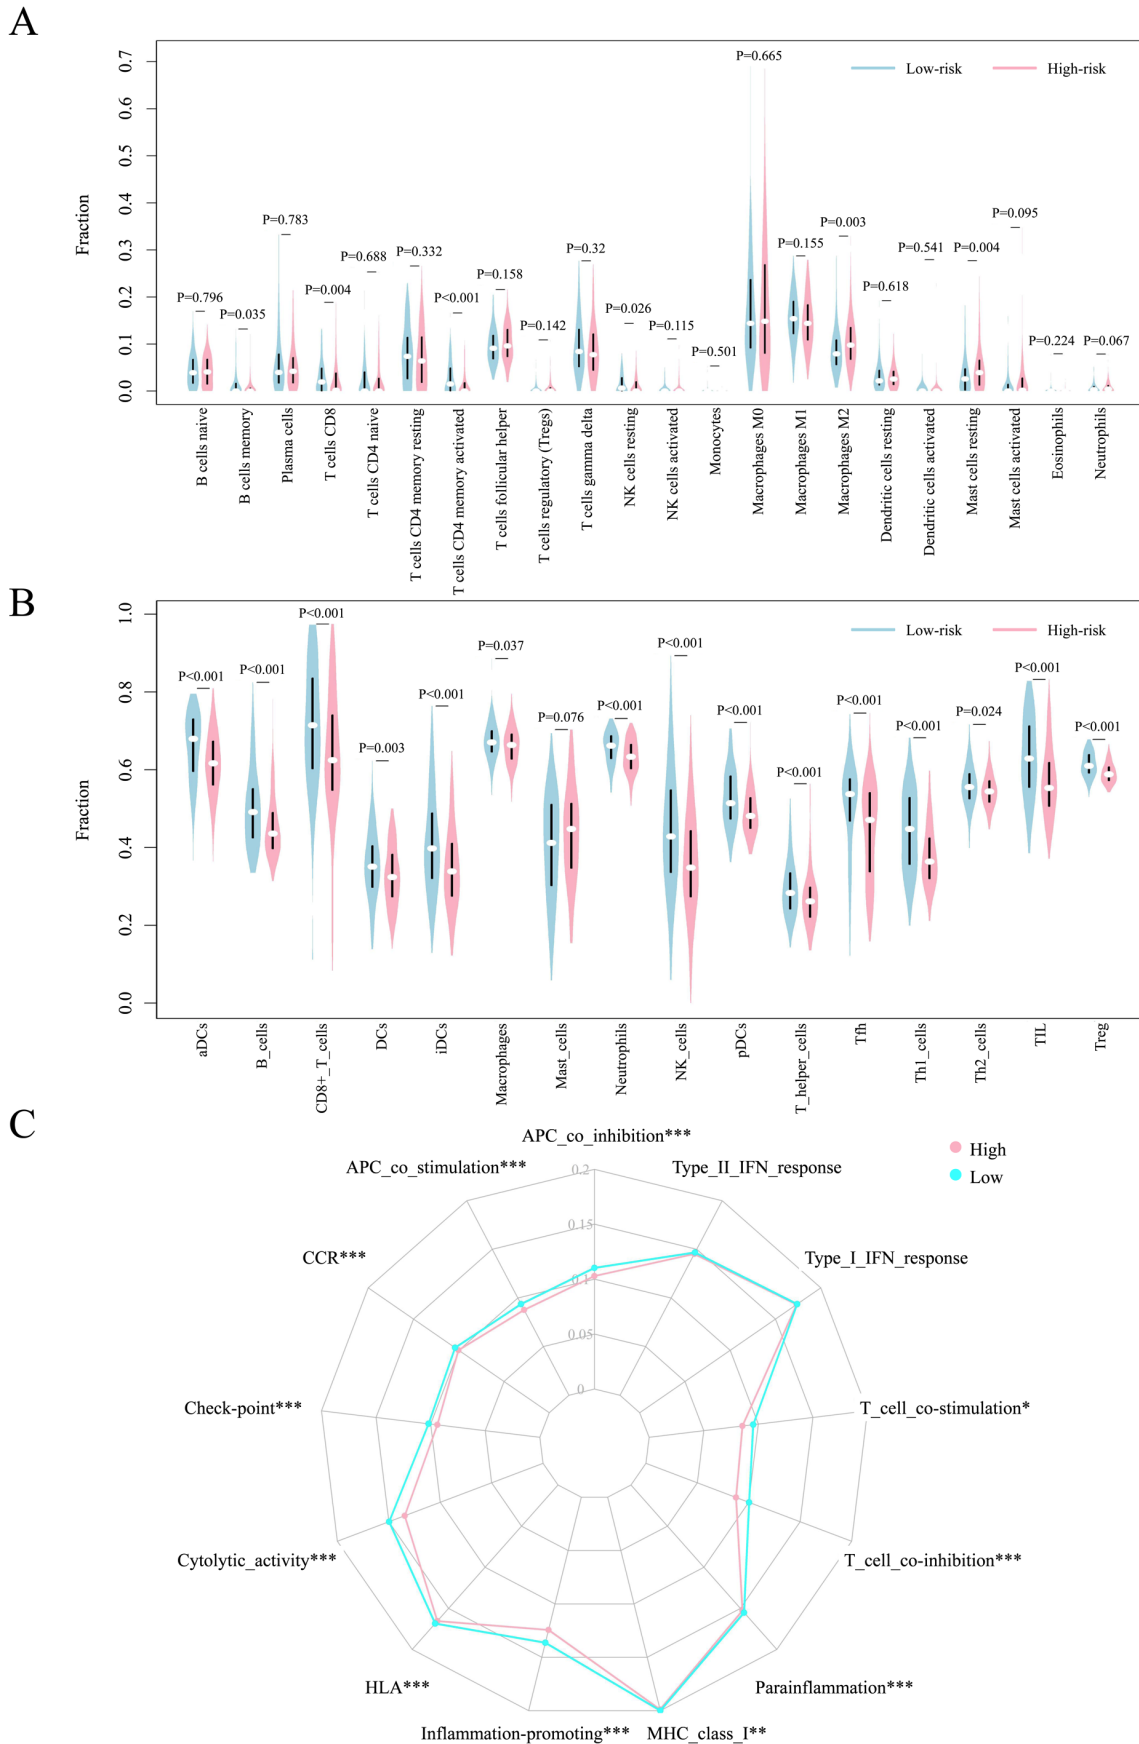 A
P=0.665
Low-risk
High-risk
P=0.783
P=0.688
P=0.332
P=0.32
P=0.003
P=0.155
P=0.541
P=0.004
P=0.095
P=0.796
P=0.035
P=0.004
P<0.001
P=0.158
P=0.142
P=0.026
P=0.115
P=0.501
P=0.618
P=0.224
P=0.067
Fraction
0.7
0.6
0.5
0.4
0.3
0.2
0.1
0.0
B cells naive
B cells memory
Plasma cells
T cells CD8
T cells CD4 naive
T cells CD4 memory resting
T cells CD4 memory activated
T cells follicular helper
T cells regulatory (Tregs)
T cells gamma delta
NK cells resting
NK cells activated
Monocytes
Macrophages M0
Macrophages M1
Macrophages M2
Dendritic cells resting
Dendritic cells activated
Mast cells resting
Mast cells activated
Eosinophils
Neutrophils
B
Low-risk
High-risk
P<0.001
P<0.001
P<0.001
P=0.003
P<0.001
P=0.037
P=0.076
P<0.001
P<0.001
P<0.001
P<0.001
P<0.001
P<0.001
P=0.024
P<0.001
P<0.001
Fraction
1.0
0.8
0.6
0.4
0.2
0.0
aDCs
B_cells
CD8+_T_cells
DCs
iDCs
Macrophages
Mast_cells
Neutrophils
NK_cells
pDCs
T_helper_cells
Tfh
Th1_cells
Th2_cells
TIL
Treg
C
High
Low
APC_co_inhibition***
APC_co_stimulation***
Type_II_IFN_response
CCR***
Type_I_IFN_response
Check-point***
T_cell_co-stimulation*
Cytolytic_activity***
T_cell_co-inhibition***
HLA***
Parainflammation***
Inflammation-promoting***
MHC_class_I**
0.2
0.15
0.1
0.05
0